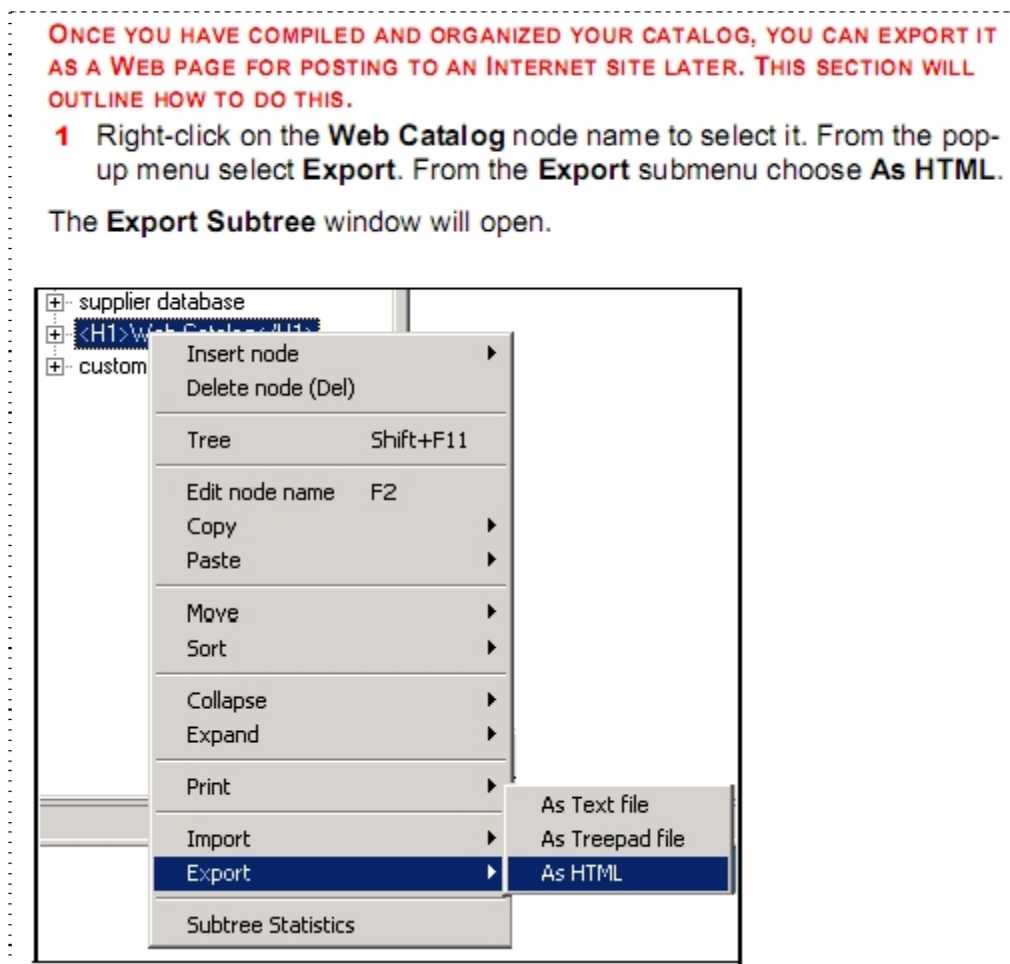 ONCE YOU HAVE COMPILED AND ORGANIZED YOUR CATALOG, YOU CAN EXPORT IT
AS A WEB PAGE FOR POSTING TO AN INTERNET SITE LATER. THIS SECTION WILL
OUTLINE HOW TO DO THIS.
1 Right-click on the Web Catalog node name to select it. From the pop-
up menu select Export. From the Export submenu choose As HTML.
The Export Subtree window will open.
supplier database
<H1>Web Catalog</H1>
custom
Insert node
Delete node (Del)
Tree Shift+F11
Edit node name F2
Copy
Paste
Move
Sort
Collapse
Expand
Print
Import
Export
Subtree Statistics
As Text file
As Treepad file
As HTML